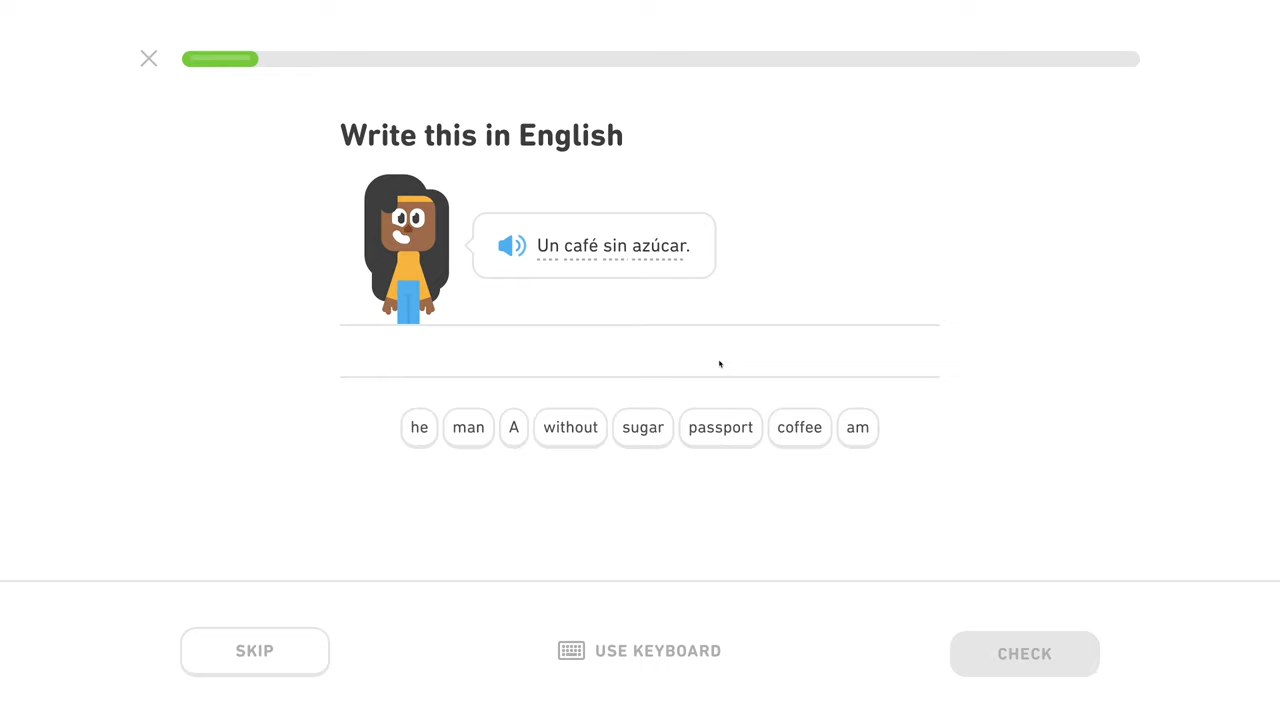 Write this in English
Un café sin azúcar.
he man A without sugar passport coffee am
SKIP USE KEYBOARD CHECK